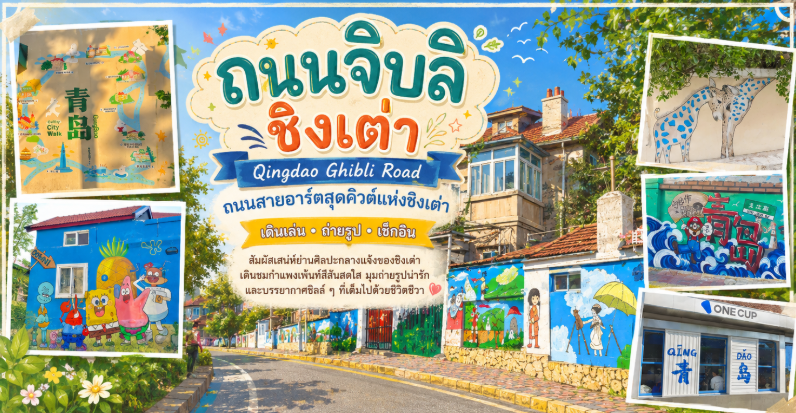 ถนนจิบลิ
ชิงเต่า
Qingdao Ghibli Road
ถนนสายอาร์ตสุดคิวต์แห่งชิงเต่า
เดินเล่น • ถ่ายรูป • เช็กอิน
สัมผัสเสน่ห์ย่านศิลปะกลางแจ้งของชิงเต่า
เดินชมกำแพงเพ้นท์สีสันสดใส มุมถ่ายรูปน่ารัก
และบรรยากาศชิลล์ ๆ ที่เต็มไปด้วยชีวิตชีวา
青岛
City
Walk
ONE CUP
QING
青
DǍO
岛